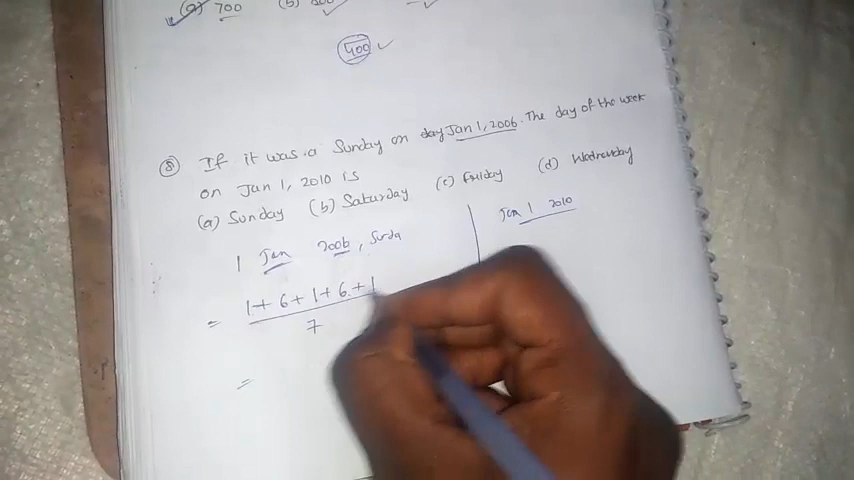 (a) 700 (b)
400
(8) If it was a Sunday on day Jan 1, 2006. The day of the week
on Jan 1, 2010 is
(a) Sunday (b) Saturday (c) Friday (d) Wednesday
1 Jan 2006, Sunda
Jan 1 2010
= 1 + 6 + 1 + 6 + 1
7
=